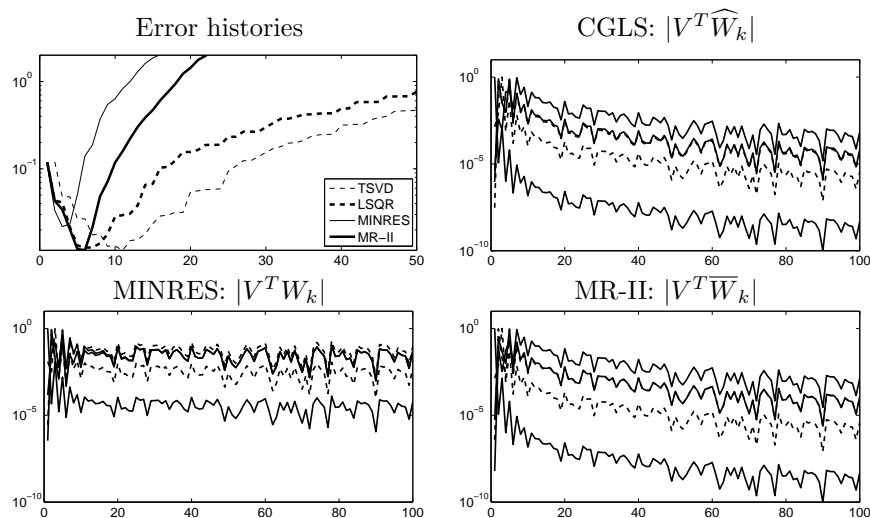 Error histories
10^0
10^{-1}
0 10 20 30 40 50
TSVD
LSQR
MINRES
MR−II
CGLS: |V^T \widehat{W}_k|
10^0
10^{-5}
10^{-10}
0 20 40 60 80 100
MINRES: |V^T W_k|
10^0
10^{-5}
10^{-10}
0 20 40 60 80 100
MR-II: |V^T \overline{W}_k|
10^0
10^{-5}
10^{-10}
0 20 40 60 80 100